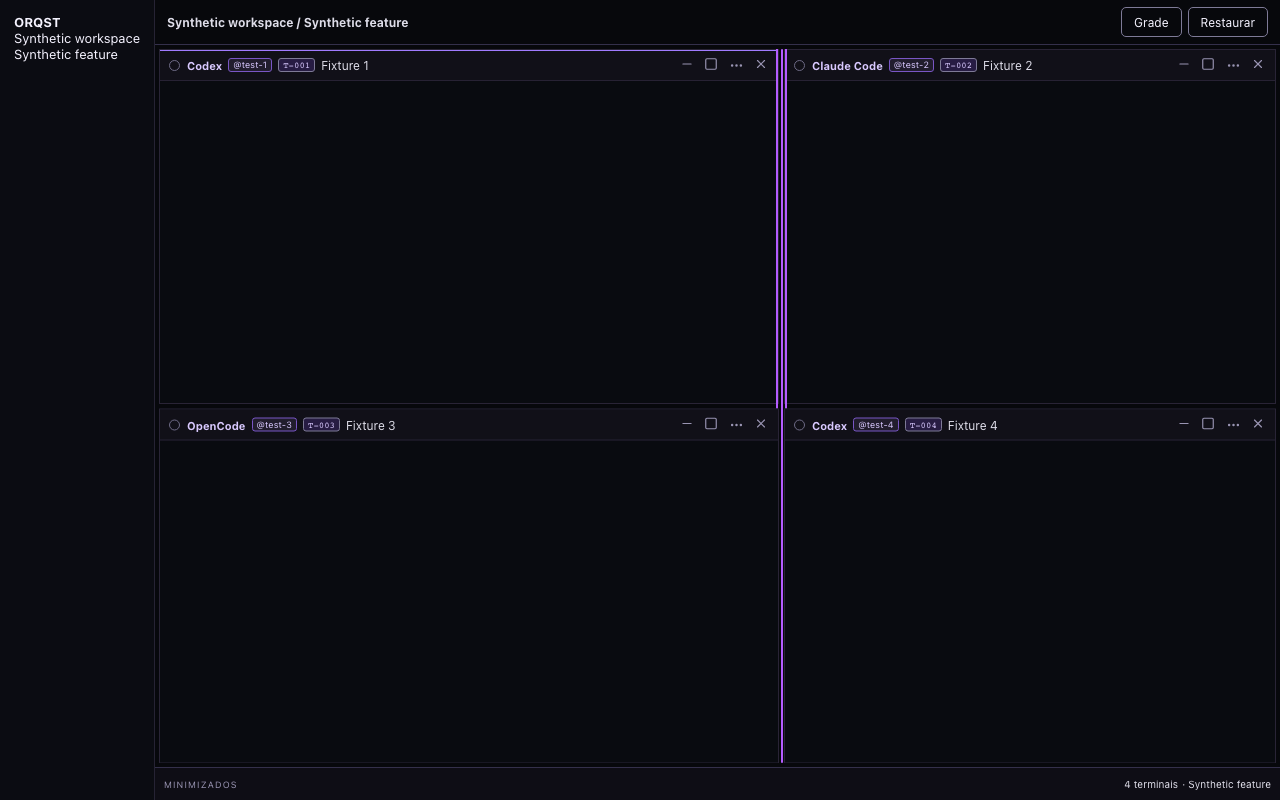 ORQST
Synthetic workspace
Synthetic feature
Synthetic workspace / Synthetic feature
Grade
Restaurar
Codex @test-1 T-001 Fixture 1
Claude Code @test-2 T-002 Fixture 2
OpenCode @test-3 T-003 Fixture 3
Codex @test-4 T-004 Fixture 4
MINIMIZADOS
4 terminals · Synthetic feature